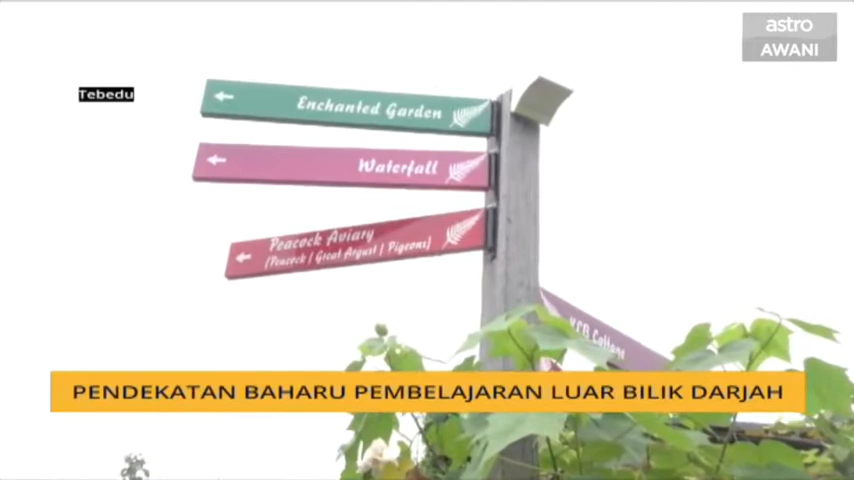 astro
AWANI
Tebedu
Enchanted Garden
Waterfall
Peacock Aviary
(Peacock / Great Argust / Pigeons)
PENDEKATAN BAHARU PEMBELAJARAN LUAR BILIK DARJAH